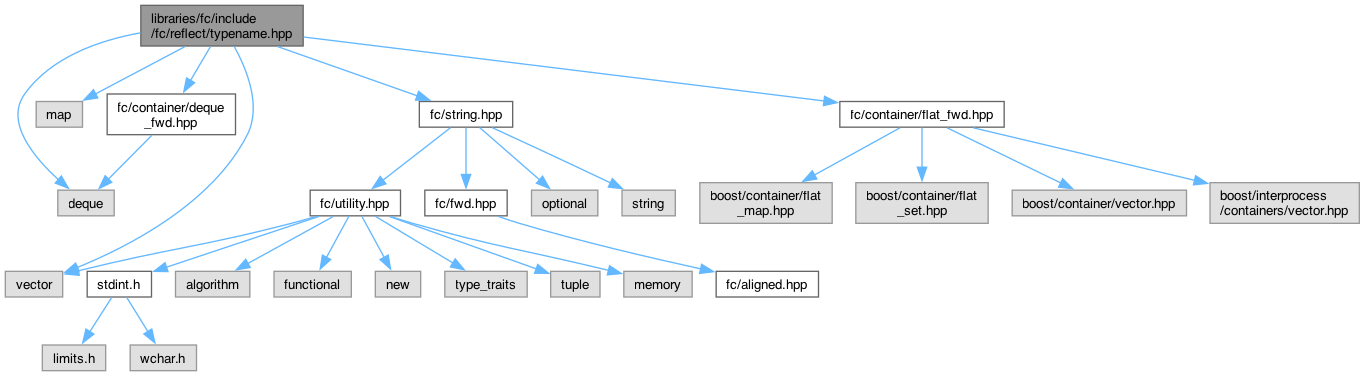 libraries/fc/include
/fc/reflect/typename.hpp
map
fc/container/deque
_fwd.hpp
fc/string.hpp
fc/container/flat_fwd.hpp
deque
fc/utility.hpp
fc/fwd.hpp
optional
string
boost/container/flat
_map.hpp
boost/container/flat
_set.hpp
boost/container/vector.hpp
boost/interprocess
/containers/vector.hpp
vector
stdint.h
algorithm
functional
new
type_traits
tuple
memory
fc/aligned.hpp
limits.h
wchar.h